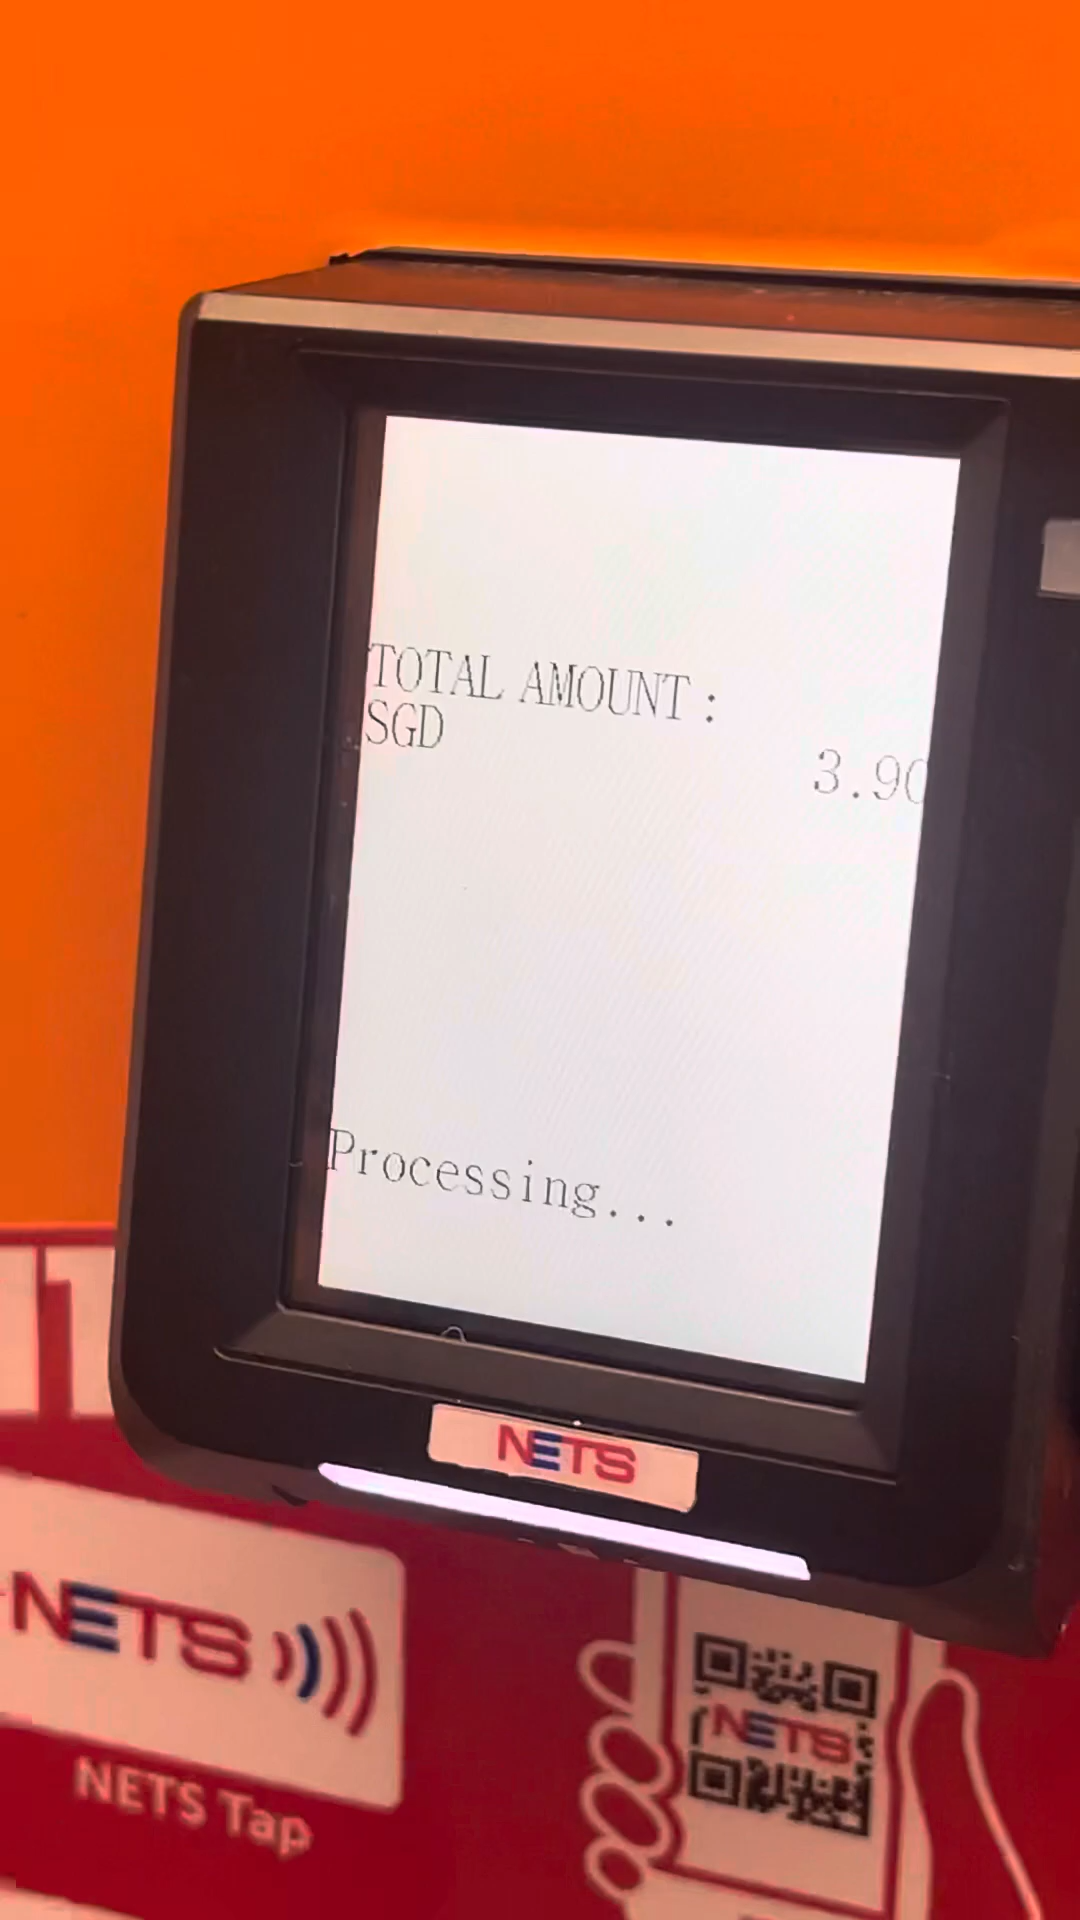 TOTAL AMOUNT:
SGD
3.90
Processing...
NETS
NETS
NETS Tap
NETS